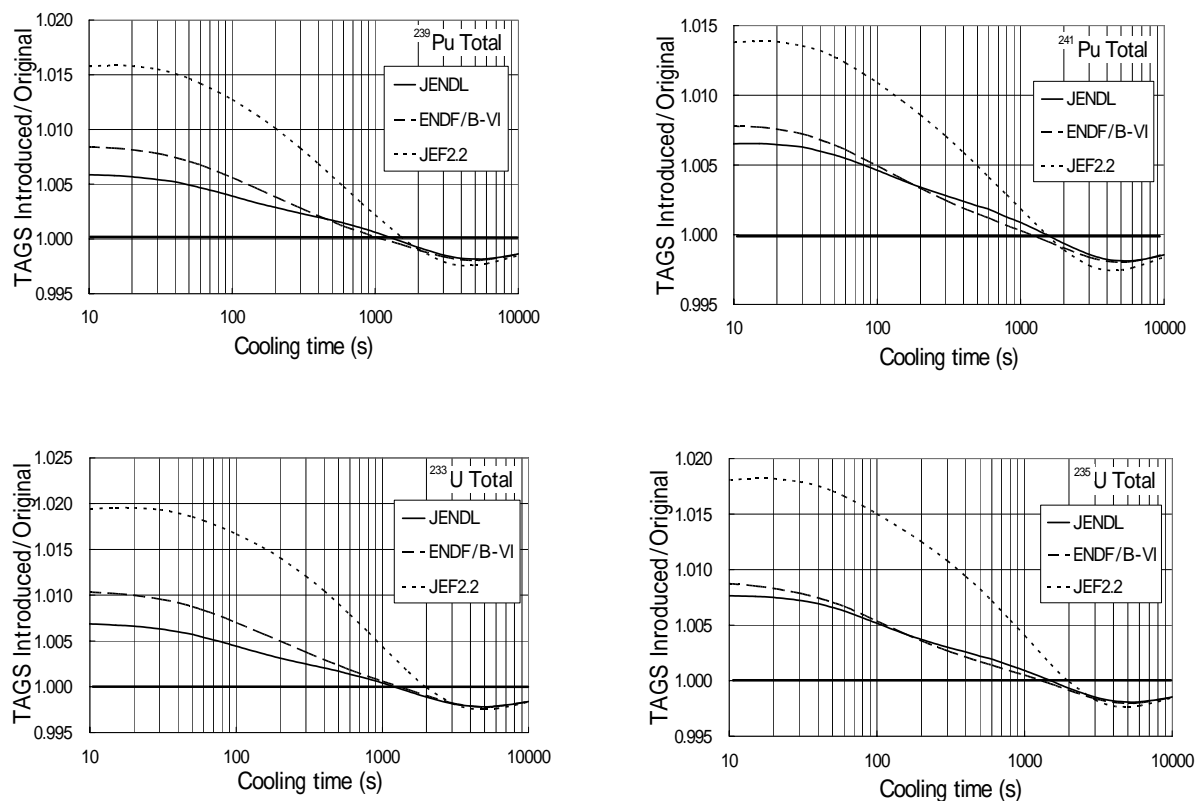 1.020
1.015
1.010
1.005
1.000
0.995
TAGS Introduced/Original
239Pu Total
JENDL
ENDF/B-VI
JEF2.2
10 100 1000 10000
Cooling time (s)
1.015
1.010
1.005
1.000
0.995
TAGS Introduced/Original
241Pu Total
JENDL
ENDF/B-VI
JEF2.2
10 100 1000 10000
Cooling time (s)
1.025
1.020
1.015
1.010
1.005
1.000
0.995
TAGS Introduced/Original
233U Total
JENDL
ENDF/B-VI
JEF2.2
10 100 1000 10000
Cooling time (s)
1.020
1.015
1.010
1.005
1.000
0.995
TAGS Inroduced/Original
235U Total
JENDL
ENDF/B-VI
JEF2.2
10 100 1000 10000
Cooling time (s)